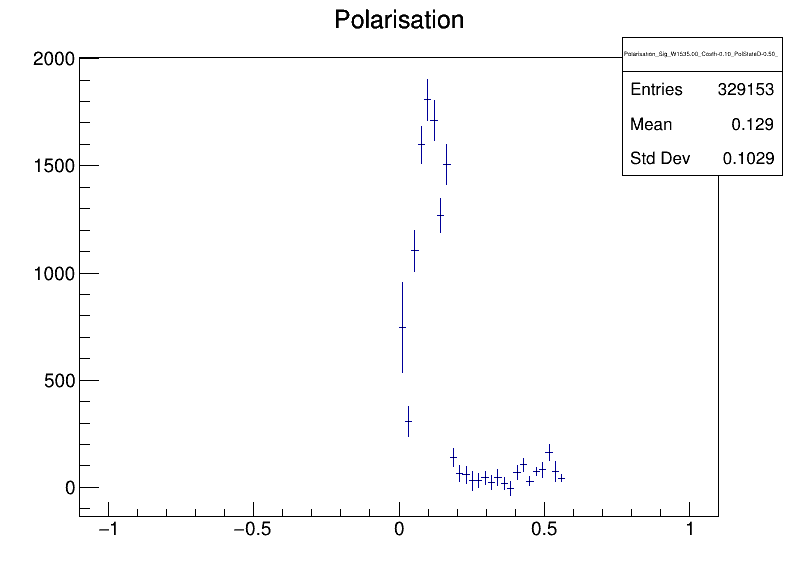 Polarisation
Polarisation_Sig_W1535.00_Costh-0.10_PolStateD-0.50_
Entries 329153
Mean 0.129
Std Dev 0.1029
2000
1500
1000
500
0
−1 −0.5 0 0.5 1